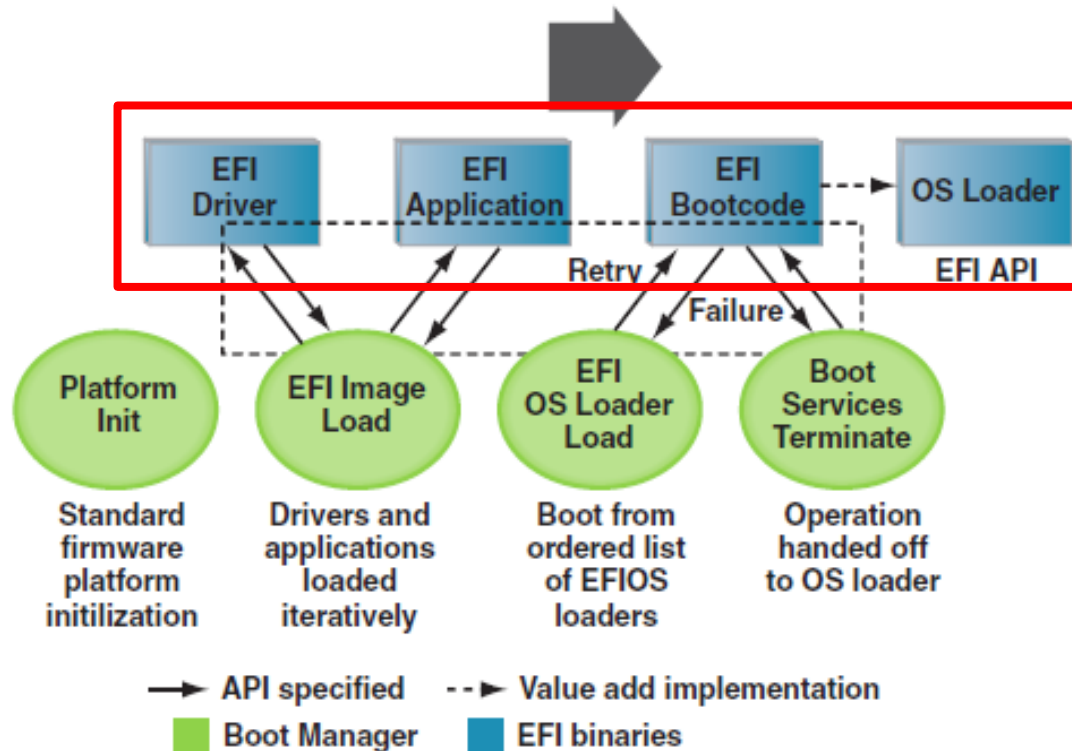 EFI
Driver
EFI
Application
EFI
Bootcode
OS Loader
EFI API
Retry
Failure
Platform
Init
EFI Image
Load
EFI
OS Loader
Load
Boot
Services
Terminate
Standard
firmware
platform
initilization
Drivers and
applications
loaded
iteratively
Boot from
ordered list
of EFIOS
loaders
Operation
handed off
to OS loader
API specified
Value add implementation
Boot Manager
EFI binaries